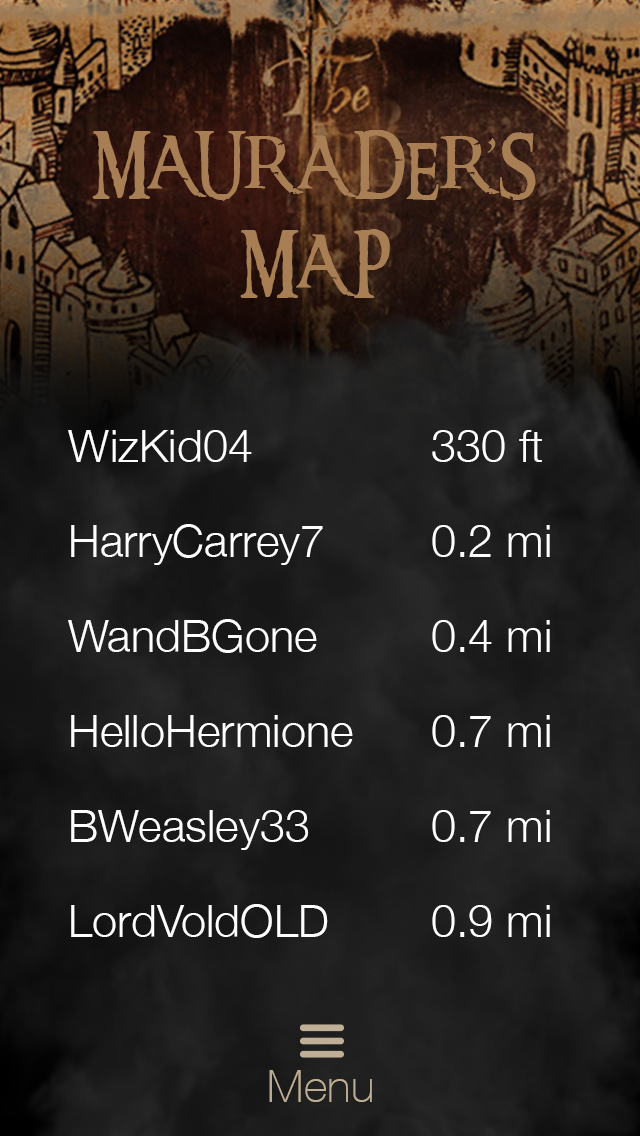 The
MAURADER'S
MAP
WizKid04 330 ft
HarryCarrey7 0.2 mi
WandBGone 0.4 mi
HelloHermione 0.7 mi
BWeasley33 0.7 mi
LordVoldOLD 0.9 mi
Menu